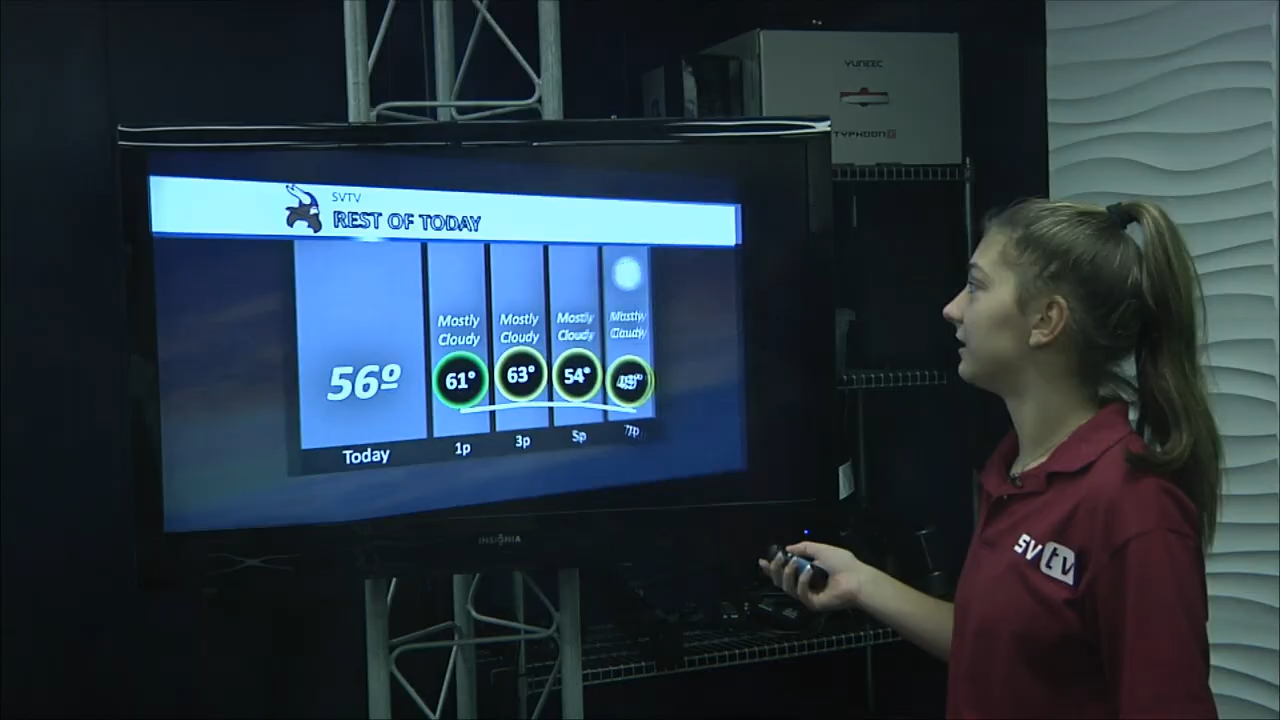 YUNEEC
TYPHOON
SVTV
REST OF TODAY
Mostly Cloudy
Mostly Cloudy
Mostly Cloudy
Mostly Cloudy
56º
61°
63°
54°
Today
1p
3p
5p
7p
INSIGNIA
SV tv